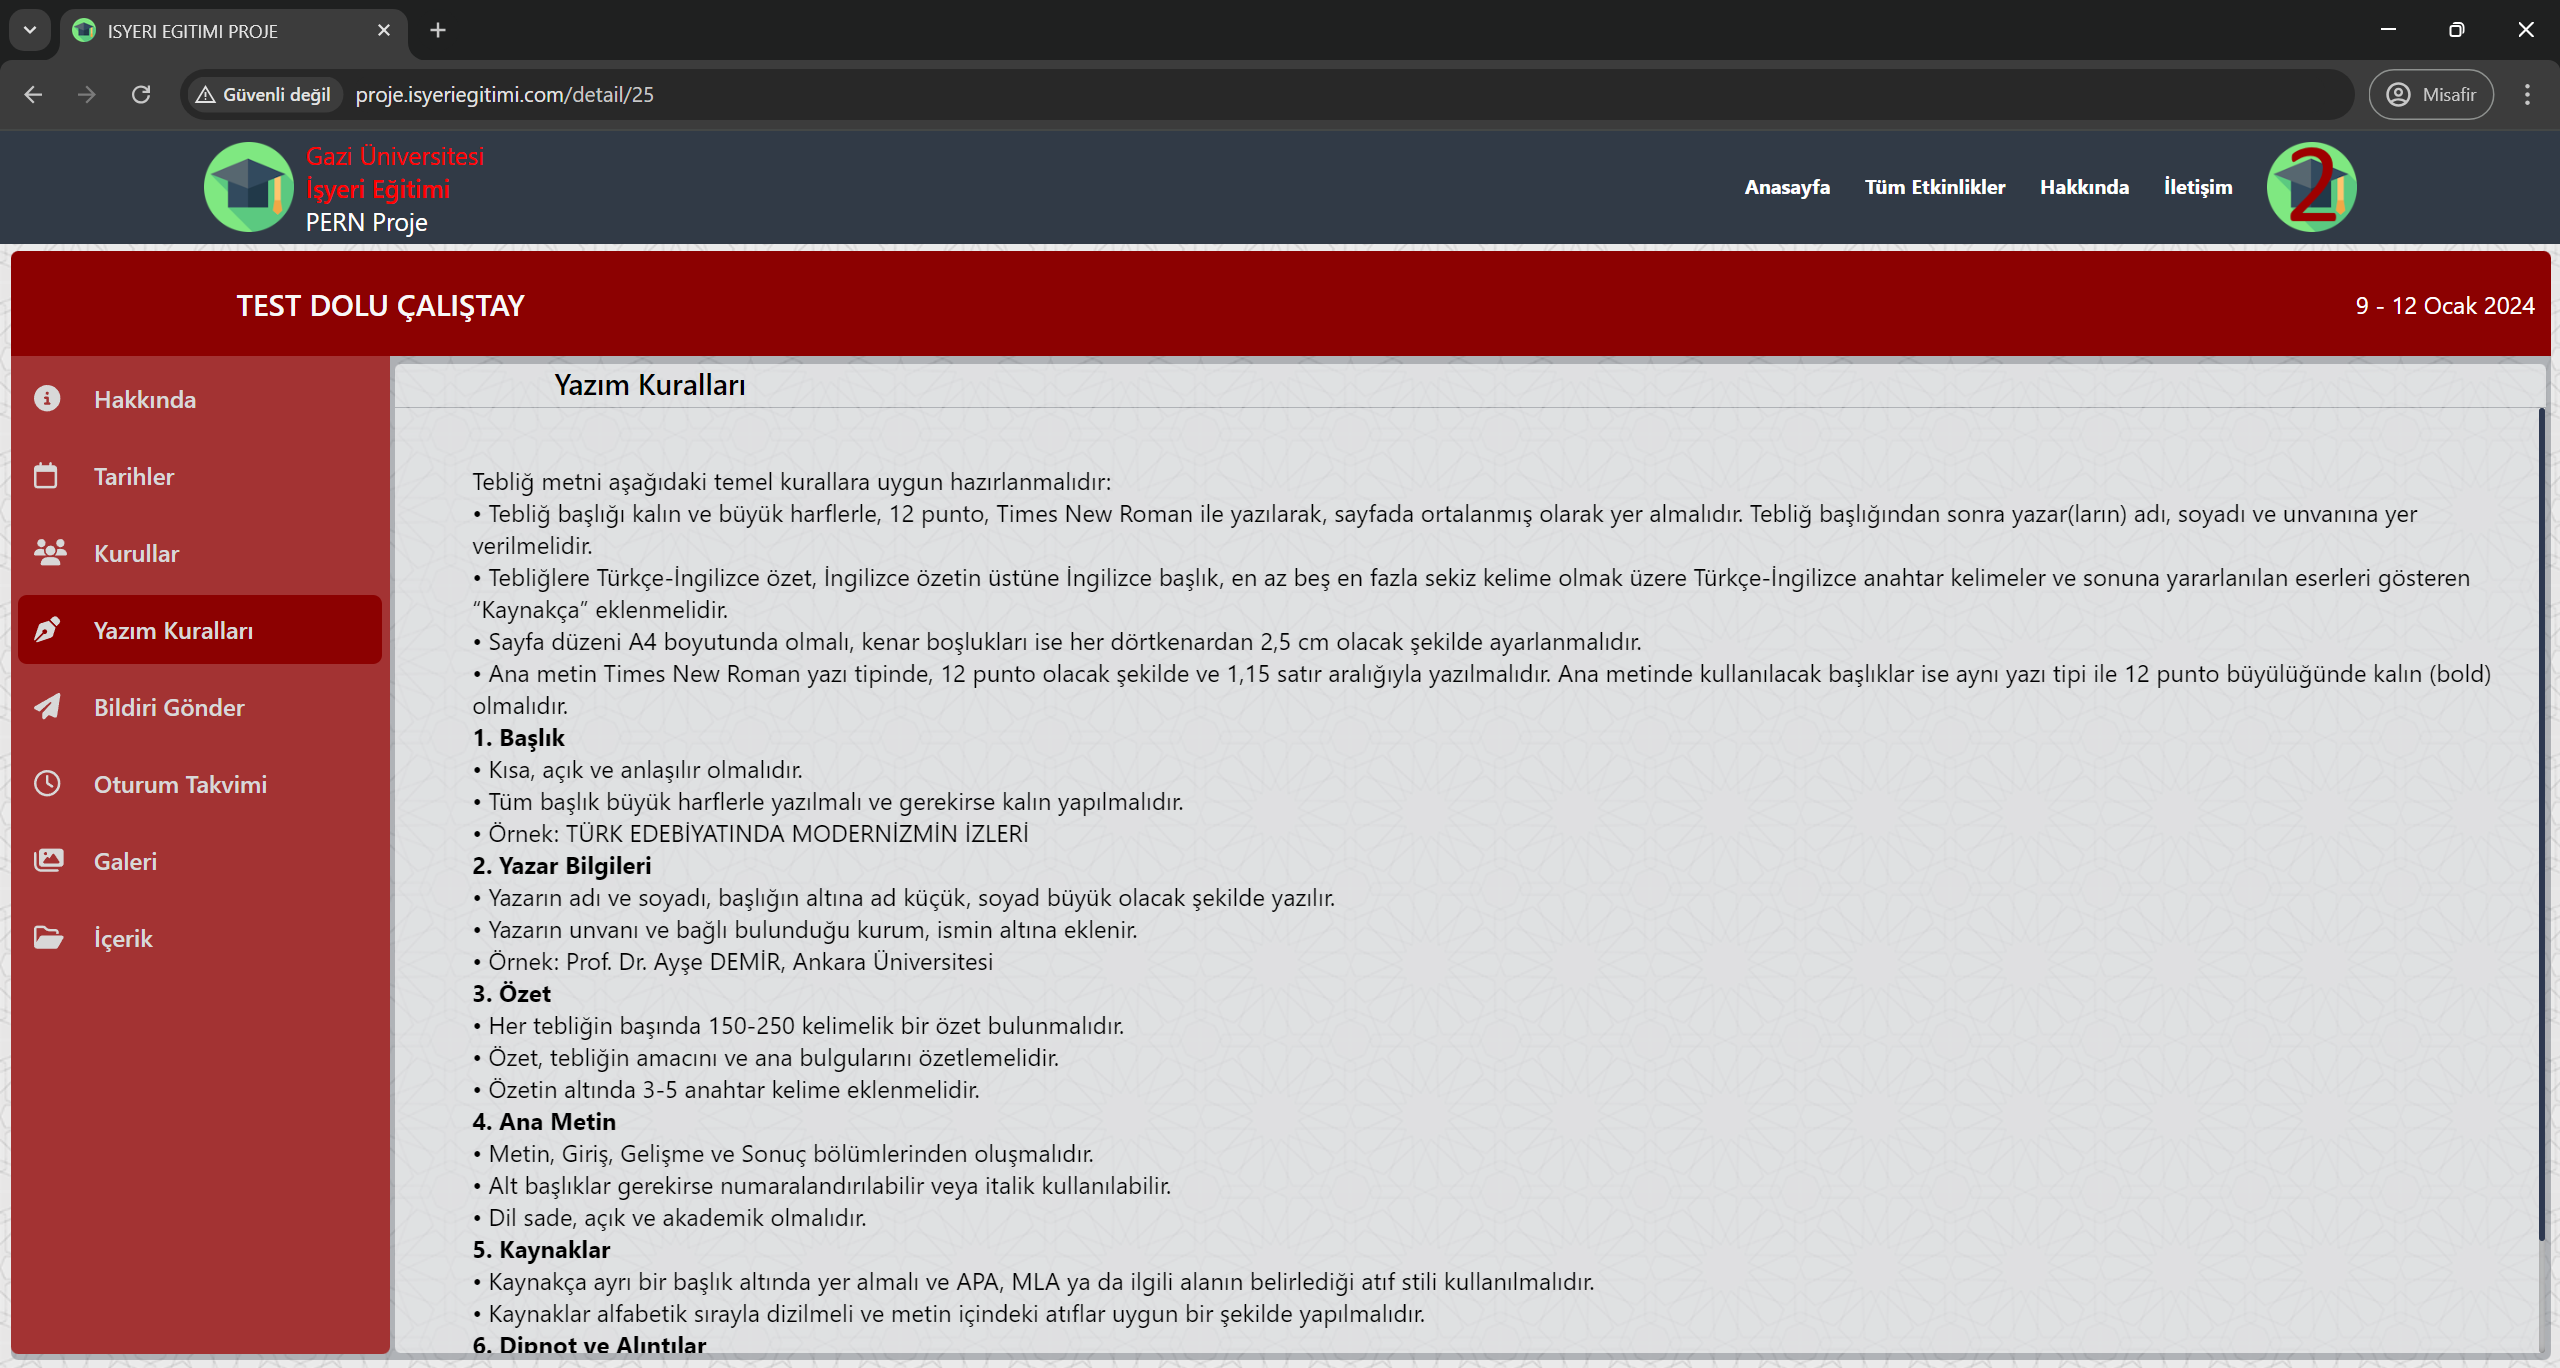 ISYERI EGITIMI PROJE
Güvenli değil
proje.isyeriegitimi.com/detail/25
Misafir
Gazi Üniversitesi
İşyeri Eğitimi
PERN Proje
Anasayfa
Tüm Etkinlikler
Hakkında
İletişim
2
TEST DOLU ÇALIŞTAY
9 - 12 Ocak 2024
Hakkında
Tarihler
Kurullar
Yazım Kuralları
Bildiri Gönder
Oturum Takvimi
Galeri
İçerik
Yazım Kuralları
Tebliğ metni aşağıdaki temel kurallara uygun hazırlanmalıdır:
• Tebliğ başlığı kalın ve büyük harflerle, 12 punto, Times New Roman ile yazılarak, sayfada ortalanmış olarak yer almalıdır. Tebliğ başlığından sonra yazar(ların) adı, soyadı ve unvanına yer
verilmelidir.
• Tebliğlere Türkçe-İngilizce özet, İngilizce özetin üstüne İngilizce başlık, en az beş en fazla sekiz kelime olmak üzere Türkçe-İngilizce anahtar kelimeler ve sonuna yararlanılan eserleri gösteren
“Kaynakça” eklenmelidir.
• Sayfa düzeni A4 boyutunda olmalı, kenar boşlukları ise her dörtkenardan 2,5 cm olacak şekilde ayarlanmalıdır.
• Ana metin Times New Roman yazı tipinde, 12 punto olacak şekilde ve 1,15 satır aralığıyla yazılmalıdır. Ana metinde kullanılacak başlıklar ise aynı yazı tipi ile 12 punto büyülüğünde kalın (bold)
olmalıdır.
1. Başlık
• Kısa, açık ve anlaşılır olmalıdır.
• Tüm başlık büyük harflerle yazılmalı ve gerekirse kalın yapılmalıdır.
• Örnek: TÜRK EDEBİYATINDA MODERNİZMİN İZLERİ
2. Yazar Bilgileri
• Yazarın adı ve soyadı, başlığın altına ad küçük, soyad büyük olacak şekilde yazılır.
• Yazarın unvanı ve bağlı bulunduğu kurum, ismin altına eklenir.
• Örnek: Prof. Dr. Ayşe DEMİR, Ankara Üniversitesi
3. Özet
• Her tebliğin başında 150-250 kelimelik bir özet bulunmalıdır.
• Özet, tebliğin amacını ve ana bulgularını özetlemelidir.
• Özetin altında 3-5 anahtar kelime eklenmelidir.
4. Ana Metin
• Metin, Giriş, Gelişme ve Sonuç bölümlerinden oluşmalıdır.
• Alt başlıklar gerekirse numaralandırılabilir veya italik kullanılabilir.
• Dil sade, açık ve akademik olmalıdır.
5. Kaynaklar
• Kaynakça ayrı bir başlık altında yer almalı ve APA, MLA ya da ilgili alanın belirlediği atıf stili kullanılmalıdır.
• Kaynaklar alfabetik sırayla dizilmeli ve metin içindeki atıflar uygun bir şekilde yapılmalıdır.
6. Dipnot ve Alıntılar